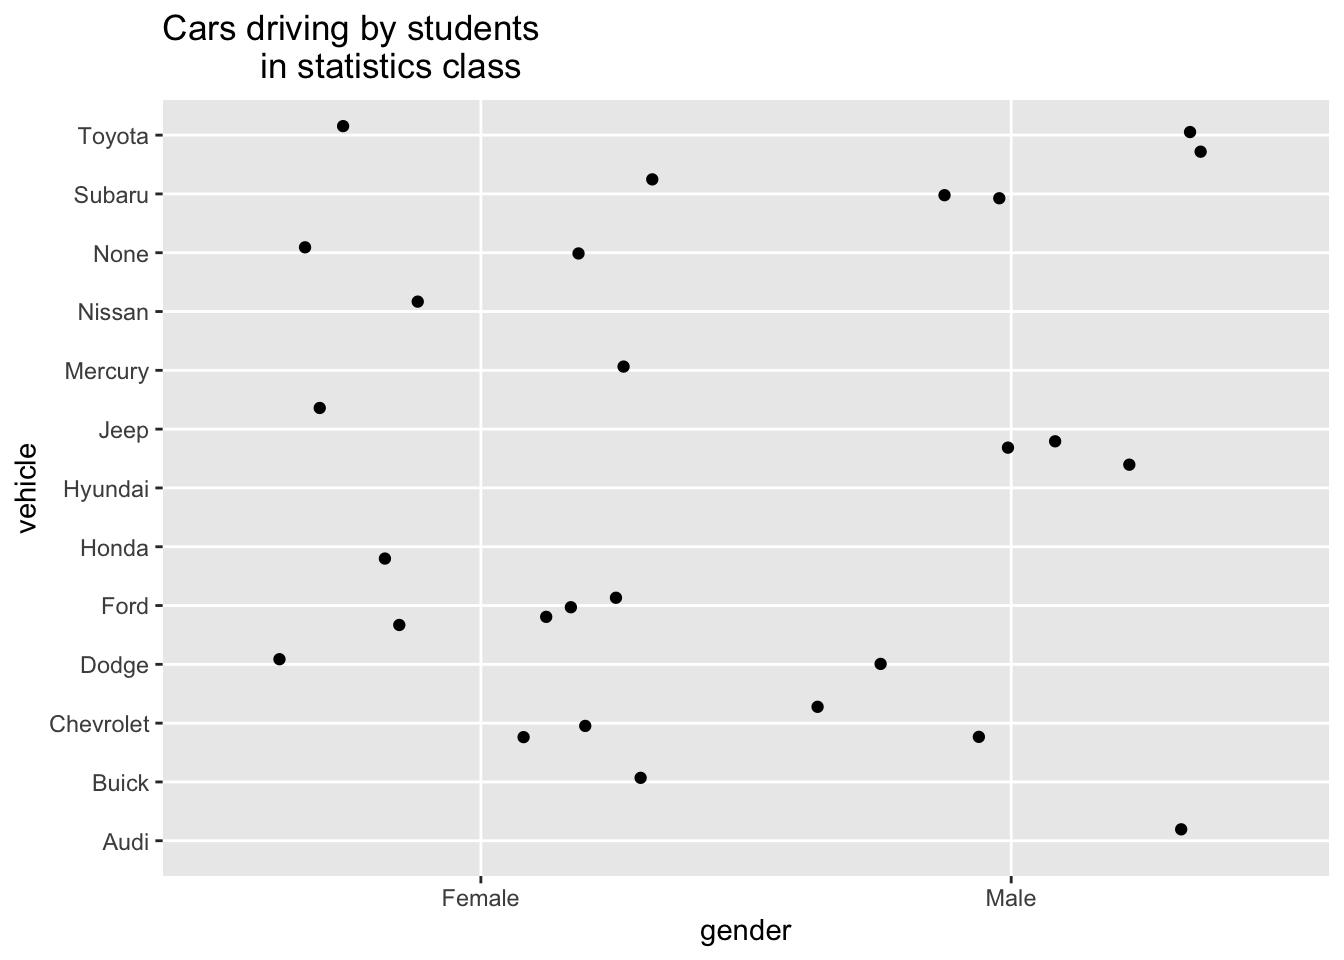 Cars driving by students
in statistics class
Toyota
Subaru
None
Nissan
Mercury
Jeep
Hyundai
Honda
Ford
Dodge
Chevrolet
Buick
Audi
vehicle
Female
Male
gender